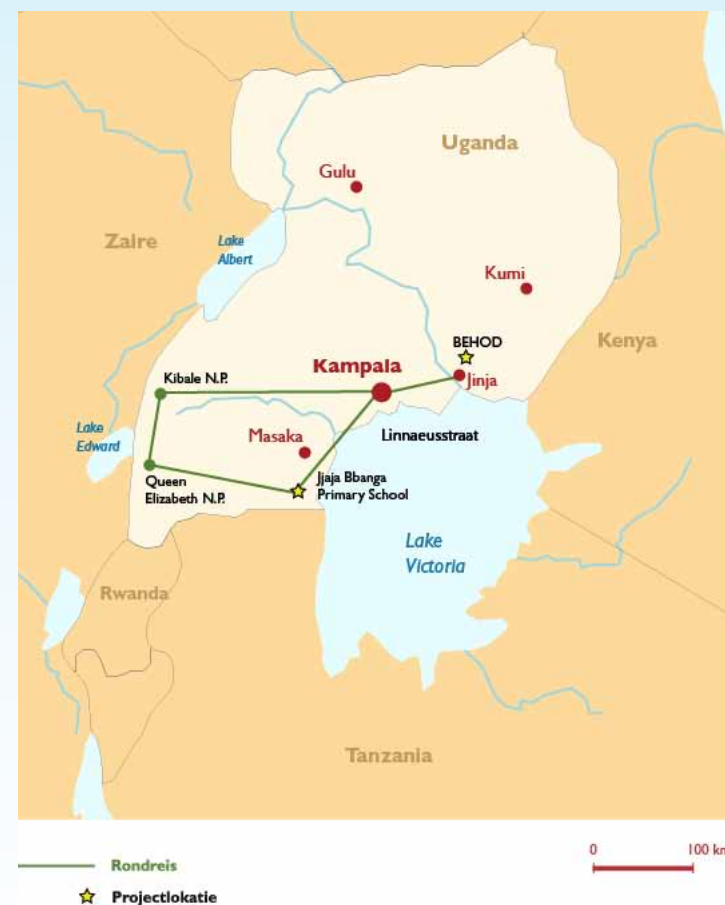 Uganda
Gulu
Zaire
Lake
Albert
Kumi
BEHOD
Kenya
Kampala
Jinja
Kibale N.P.
Lake
Edward
Masaka
Linnaeusstraat
Queen
Elizabeth N.P.
Jjaja Bbanga
Primary School
Lake
Victoria
Rwanda
Tanzania
Rondreis
0 100 km
Projectlokatie